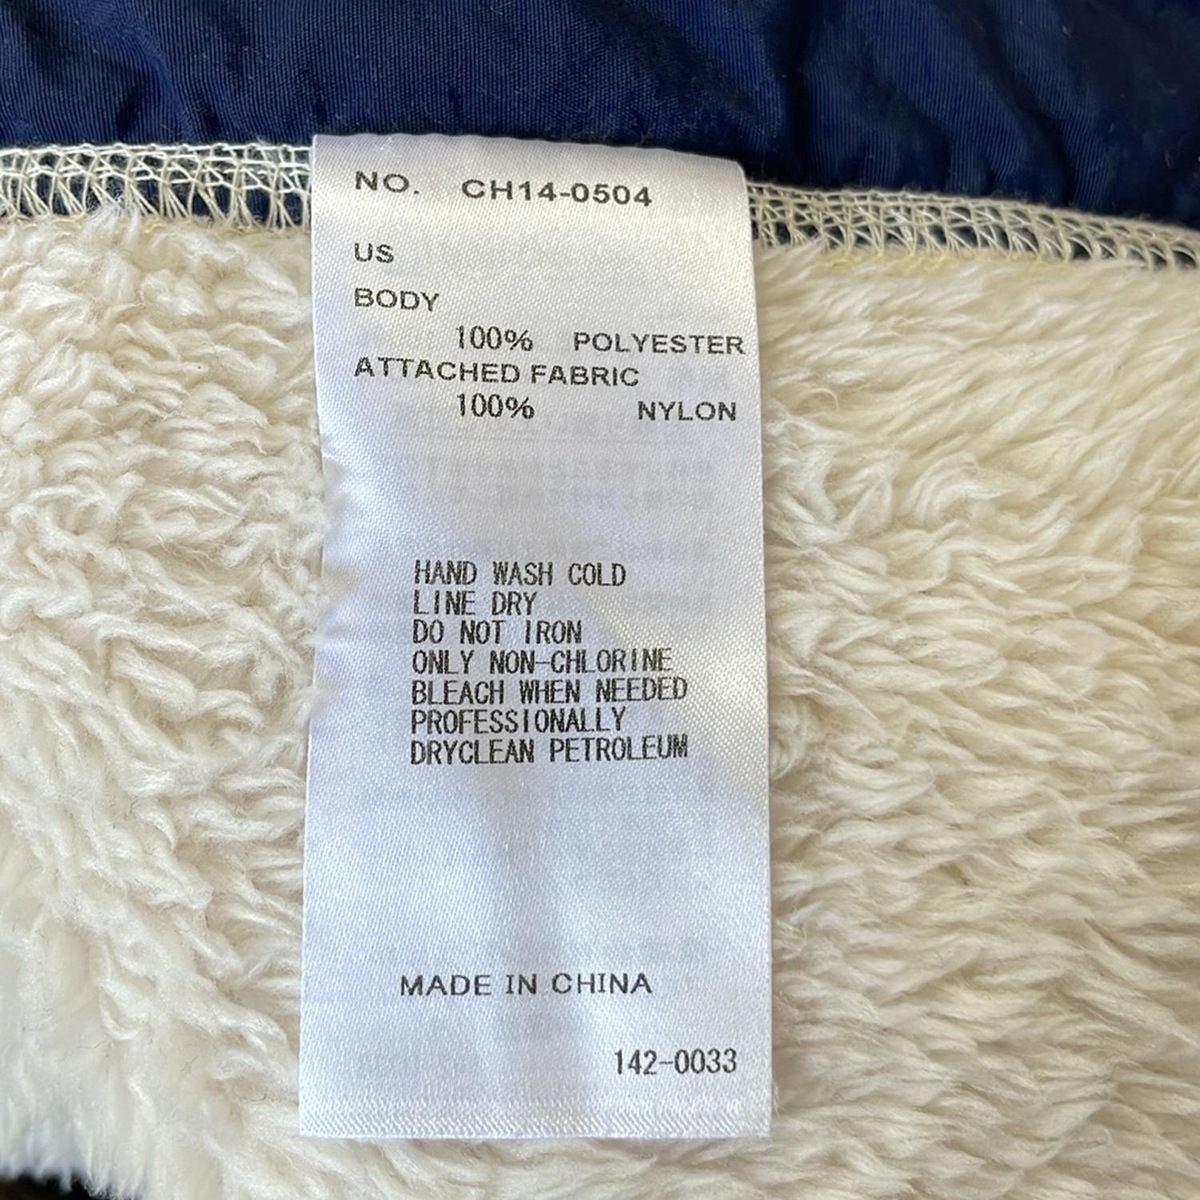 NO. CH14-0504
US
BODY
100% POLYESTER
ATTACHED FABRIC
100% NYLON
HAND WASH COLD
LINE DRY
DO NOT IRON
ONLY NON-CHLORINE
BLEACH WHEN NEEDED
PROFESSIONALLY
DRYCLEAN PETROLEUM
MADE IN CHINA
142-0033